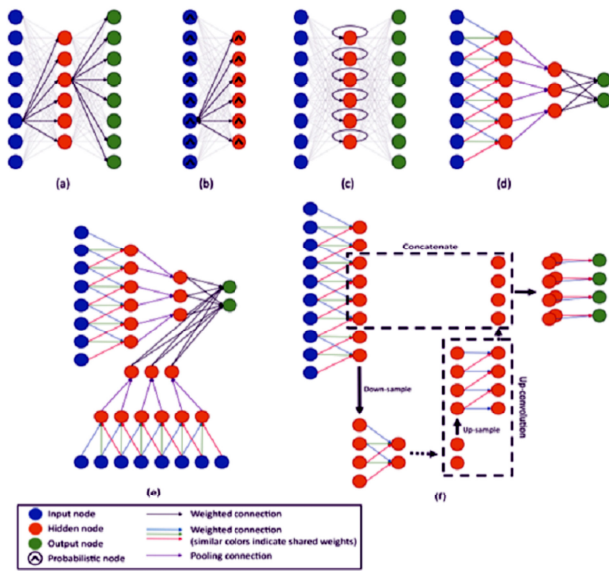 (a)
(b)
(c)
(d)
Concatenate
Down-sample
Up-sample
Up-convolution
(e)
(f)
Input node
Hidden node
Output node
Probabilistic node
Weighted connection
Weighted connection
(similar colors indicate shared weights)
Pooling connection